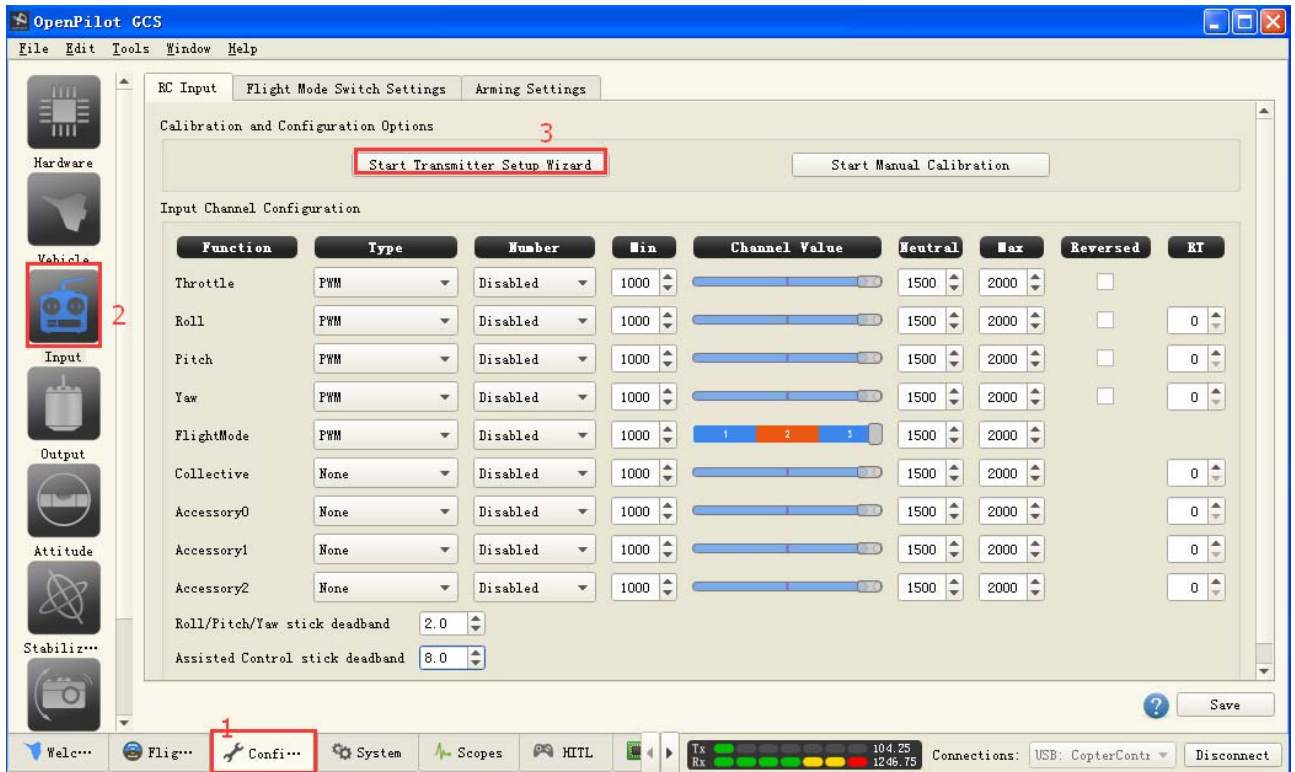 OpenPilot GCS
File Edit Tools Window Help
RC Input Flight Mode Switch Settings Arming Settings
Calibration and Configuration Options
3
Start Transmitter Setup Wizard Start Manual Calibration
Hardware
Input Channel Configuration
Function Type Number Min Channel Value Neutral Max Reversed RT
Vehicle
Throttle PWM Disabled 1000 1500 2000
2
Roll PWM Disabled 1000 1500 2000 0
Input
Pitch PWM Disabled 1000 1500 2000 0
Yaw PWM Disabled 1000 1500 2000 0
FlightMode PWM Disabled 1000 1 2 3 1500 2000
Output
Collective None Disabled 1000 1500 2000 0
Accessory0 None Disabled 1000 1500 2000 0
Attitude
Accessory1 None Disabled 1000 1500 2000 0
Accessory2 None Disabled 1000 1500 2000 0
Roll/Pitch/Yaw stick deadband 2.0
Stabiliz…
Assisted Control stick deadband 8.0
? Save
1
Welc… Flig… Confi… System Scopes HITL Tx 104.25 Connections: USB: CopterContr Disconnect
Rx 1246.75